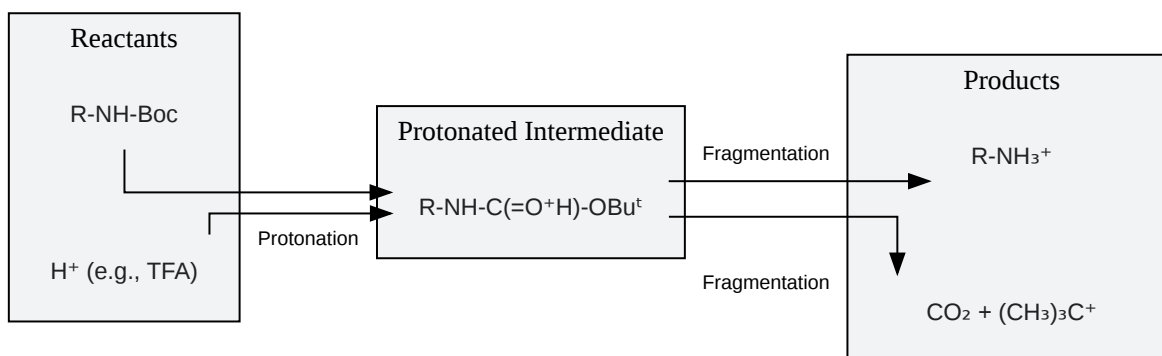 Reactants
R-NH-Boc
H⁺ (e.g., TFA)
Protonation
Protonated Intermediate
R-NH-C(=O⁺H)-OBuᵗ
Fragmentation
Fragmentation
Products
R-NH₃⁺
CO₂ + (CH₃)₃C⁺